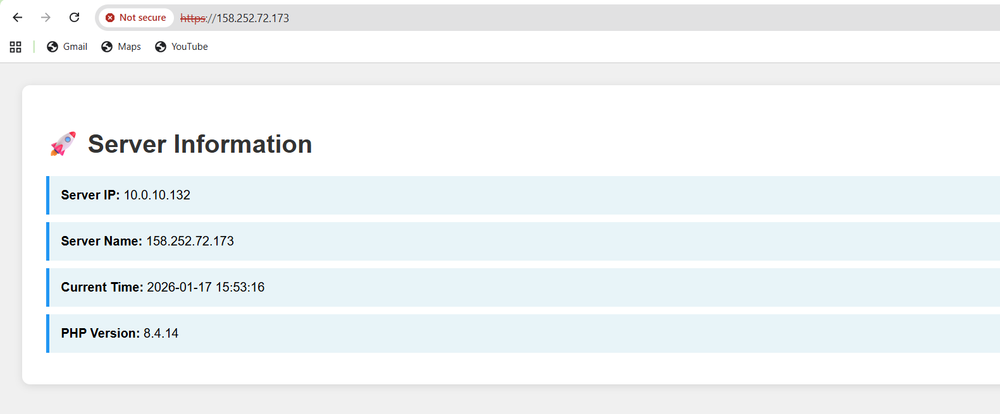 Not secure https://158.252.72.173
Gmail Maps YouTube
🚀 Server Information
Server IP: 10.0.10.132
Server Name: 158.252.72.173
Current Time: 2026-01-17 15:53:16
PHP Version: 8.4.14